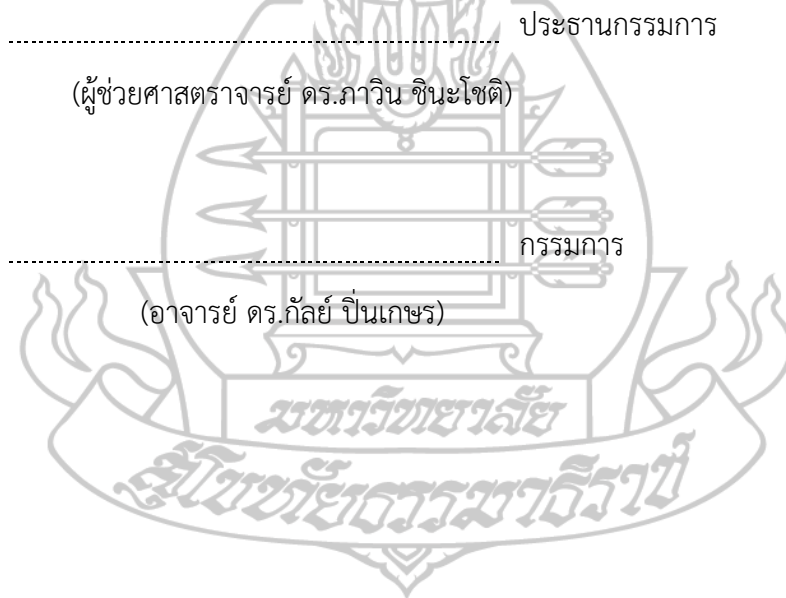 ประธานกรรมการ
(ผู้ช่วยศาสตราจารย์ ดร.ภาวิน ชินะโชติ)
กรรมการ
(อาจารย์ ดร.กัลย์ ปิ่นเกษร)
มหาวิทยาลัย
สุโขทัยธรรมาธิราช